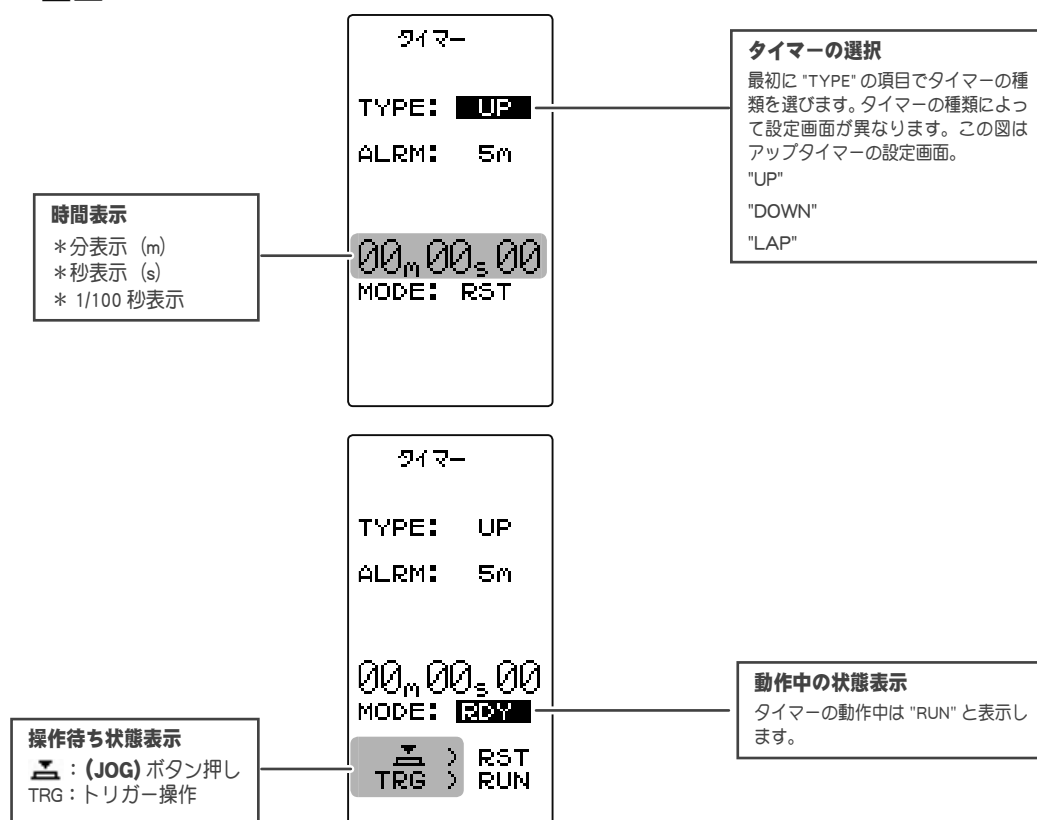 タイマー
TYPE: UP
ALRM: 5m
00m00s00
MODE: RST
タイマーの選択
最初に "TYPE" の項目でタイマーの種
類を選びます。タイマーの種類によっ
て設定画面が異なります。この図は
アップタイマーの設定画面。
"UP"
"DOWN"
"LAP"
時間表示
＊分表示（m）
＊秒表示（s）
＊ 1/100 秒表示
タイマー
TYPE: UP
ALRM: 5m
00m00s00
MODE: RDY
> RST
TRG > RUN
動作中の状態表示
タイマーの動作中は "RUN" と表示し
ます。
操作待ち状態表示
：(JOG) ボタン押し
TRG：トリガー操作